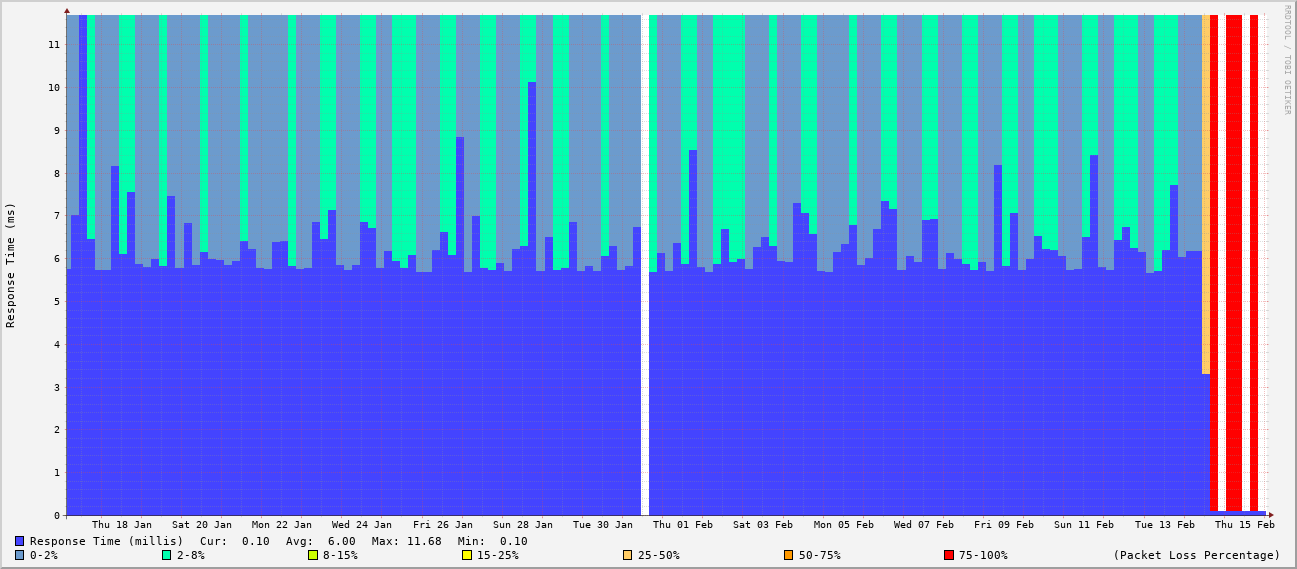 RRDTOOL / TOBI OETIKER
Response Time (ms)
11
10
9
8
7
6
5
4
3
2
1
0
Thu 18 Jan Sat 20 Jan Mon 22 Jan Wed 24 Jan Fri 26 Jan Sun 28 Jan Tue 30 Jan Thu 01 Feb Sat 03 Feb Mon 05 Feb Wed 07 Feb Fri 09 Feb Sun 11 Feb Tue 13 Feb Thu 15 Feb
Response Time (millis) Cur: 0.10 Avg: 6.00 Max: 11.68 Min: 0.10
0-2% 2-8% 8-15% 15-25% 25-50% 50-75% 75-100% (Packet Loss Percentage)